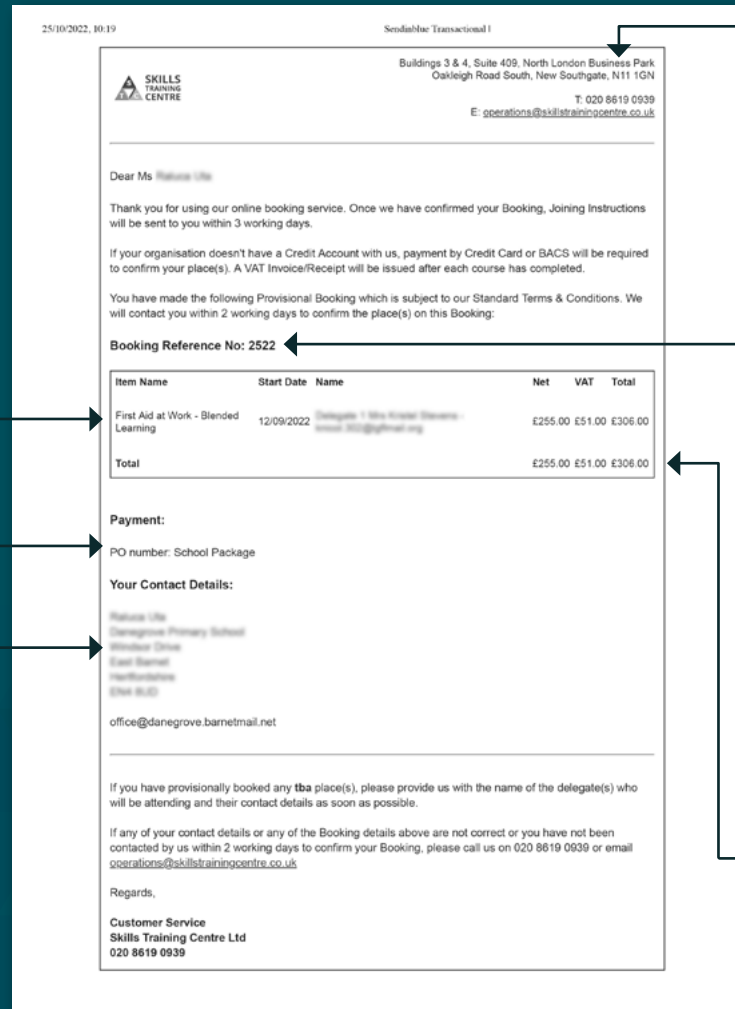 25/10/2022, 10:19
Sendinblue Transactional |
SKILLS
TRAINING
CENTRE
Buildings 3 & 4, Suite 409, North London Business Park
Oakleigh Road South, New Southgate, N11 1GN
T: 020 8619 0939
E: operations@skillstrainingcentre.co.uk
Dear Ms
Thank you for using our online booking service. Once we have confirmed your Booking, Joining Instructions
will be sent to you within 3 working days.
If your organisation doesn't have a Credit Account with us, payment by Credit Card or BACS will be required
to confirm your place(s). A VAT Invoice/Receipt will be issued after each course has completed.
You have made the following Provisional Booking which is subject to our Standard Terms & Conditions. We
will contact you within 2 working days to confirm the place(s) on this Booking:
Booking Reference No: 2522
Item Name Start Date Name Net VAT Total
First Aid at Work - Blended
Learning
12/09/2022
£255.00 £51.00 £306.00
Total £255.00 £51.00 £306.00
Payment:
PO number: School Package
Your Contact Details:
office@danegrove.barnetmail.net
If you have provisionally booked any tba place(s), please provide us with the name of the delegate(s) who
will be attending and their contact details as soon as possible.
If any of your contact details or any of the Booking details above are not correct or you have not been
contacted by us within 2 working days to confirm your Booking, please call us on 020 8619 0939 or email
operations@skillstrainingcentre.co.uk
Regards,
Customer Service
Skills Training Centre Ltd
020 8619 0939